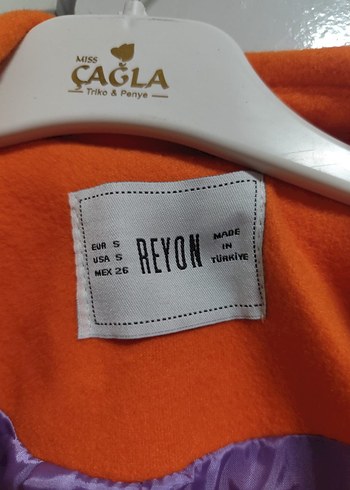 MISS
ÇAĞLA
Triko & Penye
EUR S
USA S
MEX 26
REYON
MADE
IN
TÜRKİYE